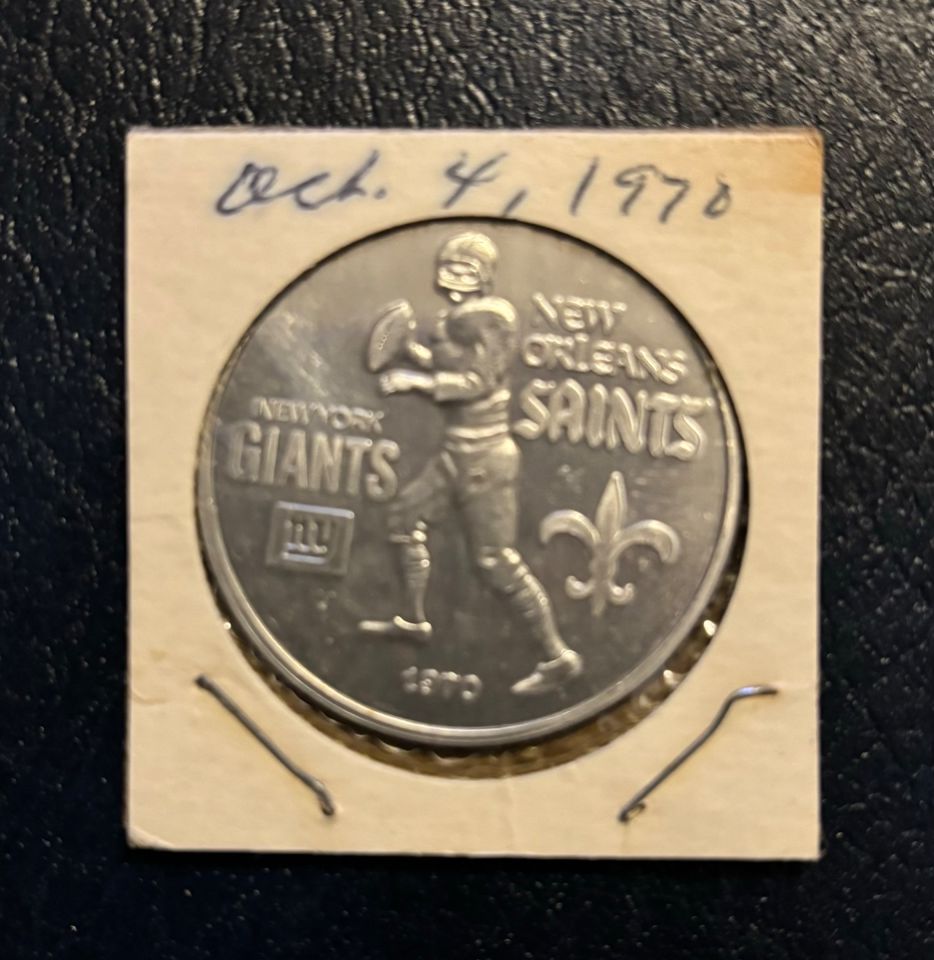 Oct. 4, 1970
NEW YORK
GIANTS
NY
NEW
ORLEANS
SAINTS
1970